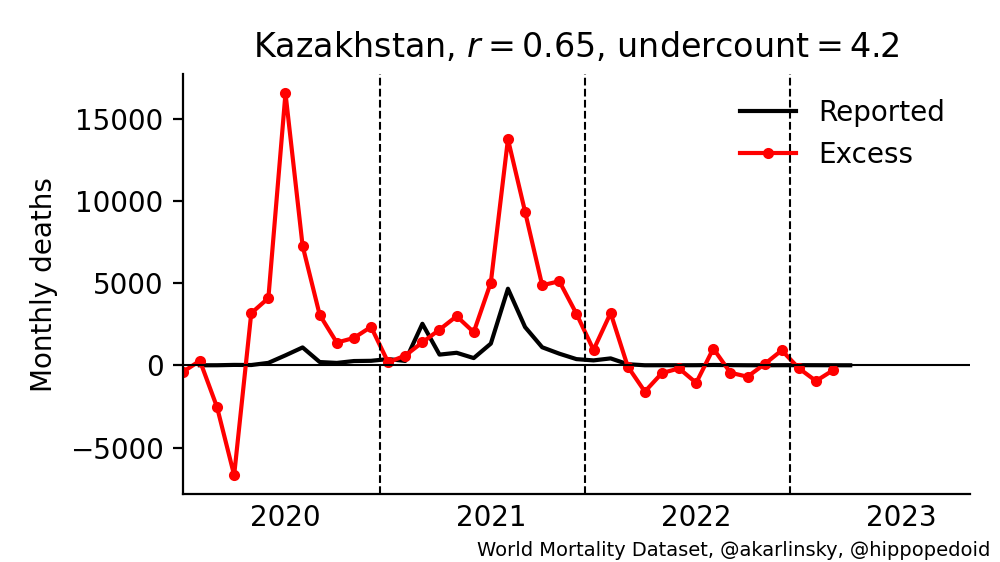 Kazakhstan, r = 0.65, undercount = 4.2
Monthly deaths
15000
10000
5000
0
−5000
Reported
Excess
2020 2021 2022 2023
World Mortality Dataset, @akarlinsky, @hippopedoid